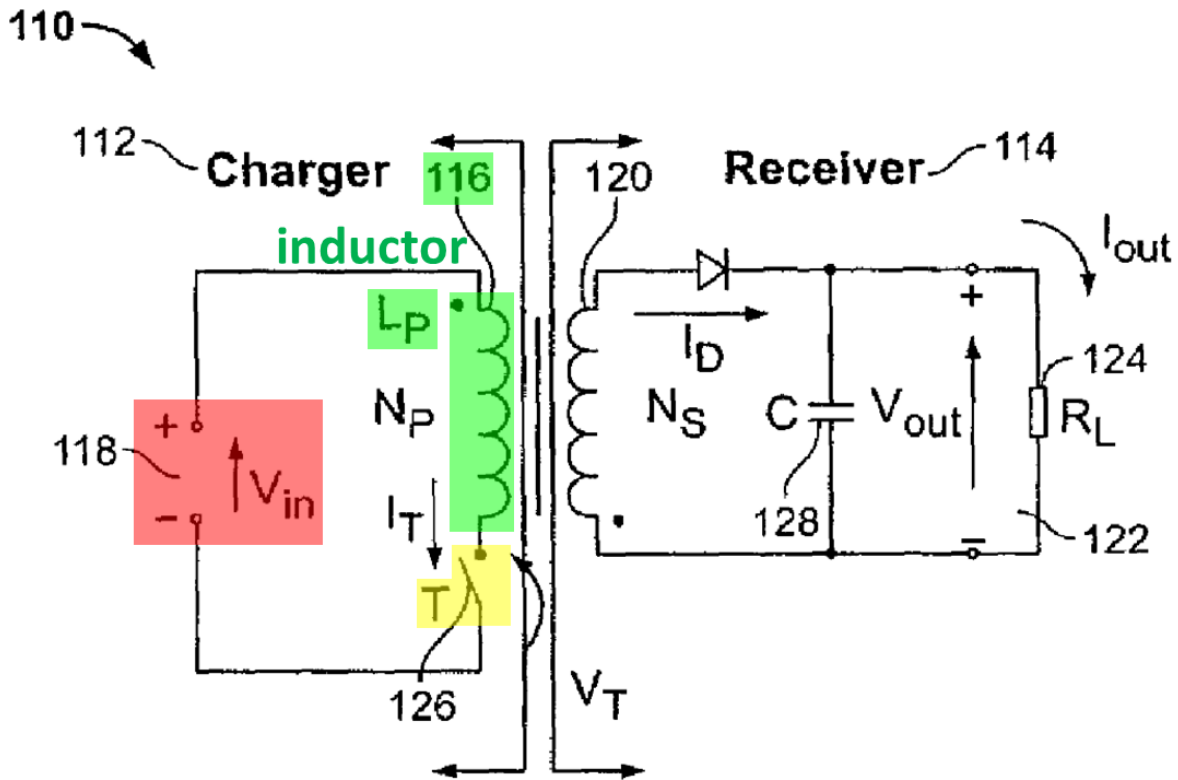 110
112 Charger 116 120 Receiver 114
inductor
I_out
L_P
+
I_D
124
N_P N_S C V_out R_L
+
118 V_in
−
I_T
128
− 122
T
126 V_T